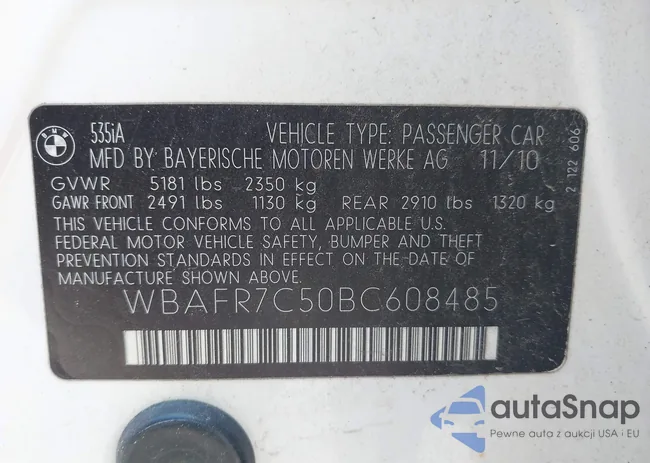 BMW
535iA VEHICLE TYPE: PASSENGER CAR
MFD BY BAYERISCHE MOTOREN WERKE AG 11/10
GVWR 5181 lbs 2350 kg
GAWR FRONT 2491 lbs 1130 kg REAR 2910 lbs 1320 kg
THIS VEHICLE CONFORMS TO ALL APPLICABLE U.S.
FEDERAL MOTOR VEHICLE SAFETY, BUMPER AND THEFT
PREVENTION STANDARDS IN EFFECT ON THE DATE OF
MANUFACTURE SHOWN ABOVE.
WBAFR7C50BC608485
2 122 606
autaSnap
Pewne auta z aukcji USA i EU